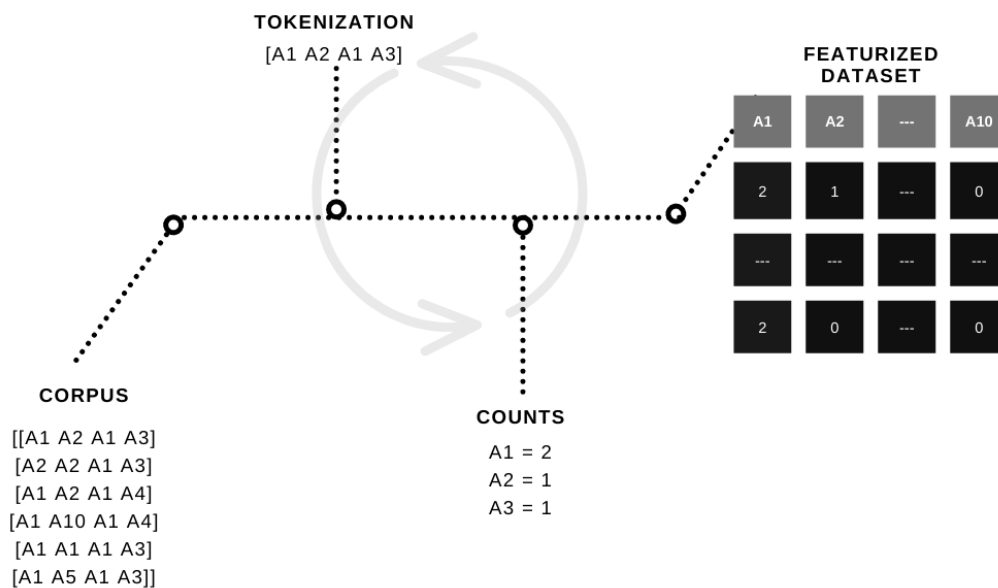 TOKENIZATION
[A1 A2 A1 A3]
FEATURIZED
DATASET
A1 A2 --- A10
2 1 --- 0
--- --- --- ---
2 0 --- 0
CORPUS
[[A1 A2 A1 A3]
[A2 A2 A1 A3]
[A1 A2 A1 A4]
[A1 A10 A1 A4]
[A1 A1 A1 A3]
[A1 A5 A1 A3]]
COUNTS
A1 = 2
A2 = 1
A3 = 1